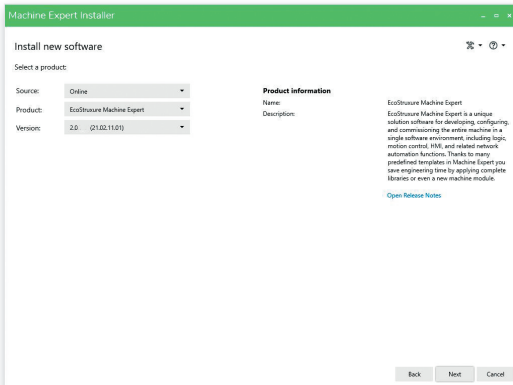 Machine Expert Installer
Install new software
Select a product:
Source: Online
Product: EcoStruxure Machine Expert
Version: 2.0 (21.02.11.01)
Product information
Name: EcoStruxure Machine Expert
Description: EcoStruxure Machine Expert is a unique
solution software for developing, configuring,
and commissioning the entire machine in a
single software environment, including logic,
motion control, HMI, and related network
automation functions. Thanks to many
predefined templates in Machine Expert you
save engineering time by applying complete
libraries or even a new machine module.
Open Release Notes
Back Next Cancel